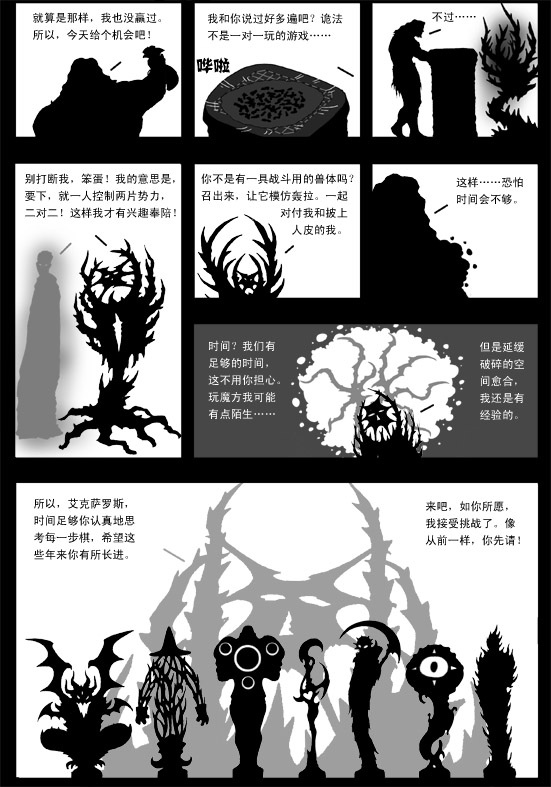 就算是那样，我也没赢过。
所以，今天给个机会吧！
我和你说过好多遍吧？诡法
不是一对一玩的游戏……
哗啦
不过……
别打断我，笨蛋！我的意思是，
要下，就一人控制两片势力，
二对二！这样我才有兴趣奉陪！
你不是有一具战斗用的兽体吗？
召出来，让它模仿轰拉。一起
对付我和披上
人皮的我。
这样……恐怕
时间会不够。
时间？我们有
足够的时间，
这不用你担心。
玩魔方我可能
有点陌生……
但是延缓
破碎的空
间愈合，
我还是有
经验的。
所以，艾克萨罗斯，
时间足够你认真地思
考每一步棋，希望这
些年来你有所长进。
来吧，如你所愿，
我接受挑战了。像
从前一样，你先请！